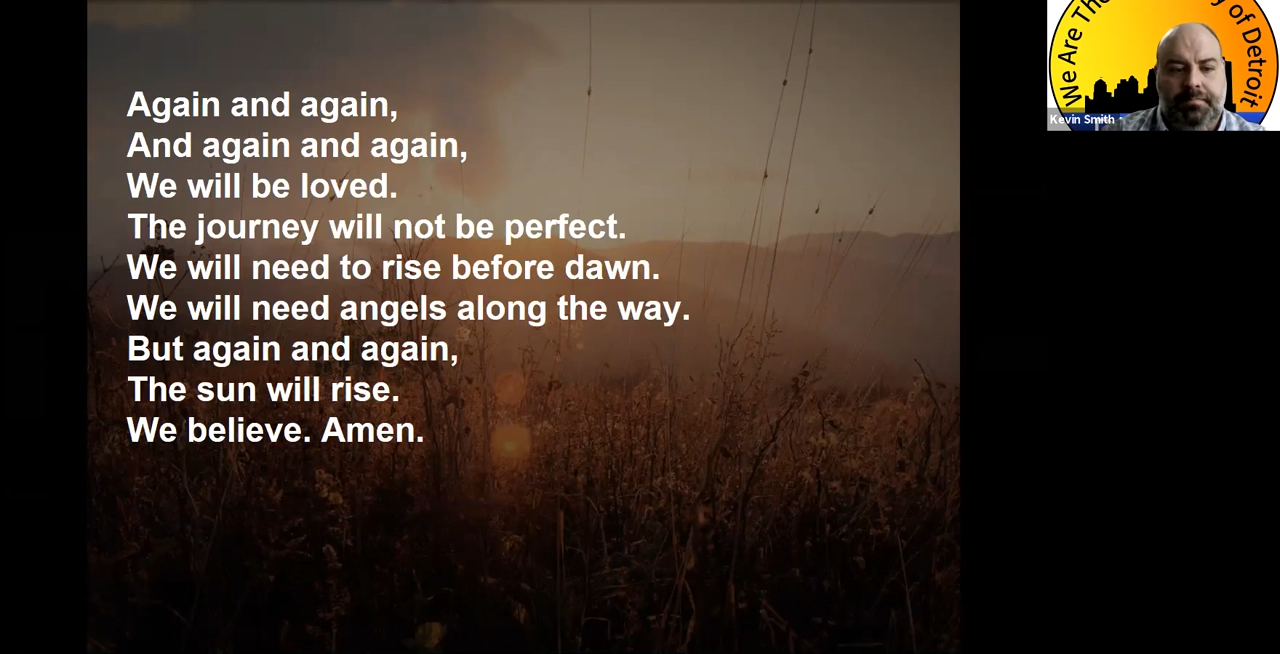 Again and again,
And again and again,
We will be loved.
The journey will not be perfect.
We will need to rise before dawn.
We will need angels along the way.
But again and again,
The sun will rise.
We believe. Amen.
We Are The
y of Detroit
Kevin Smith